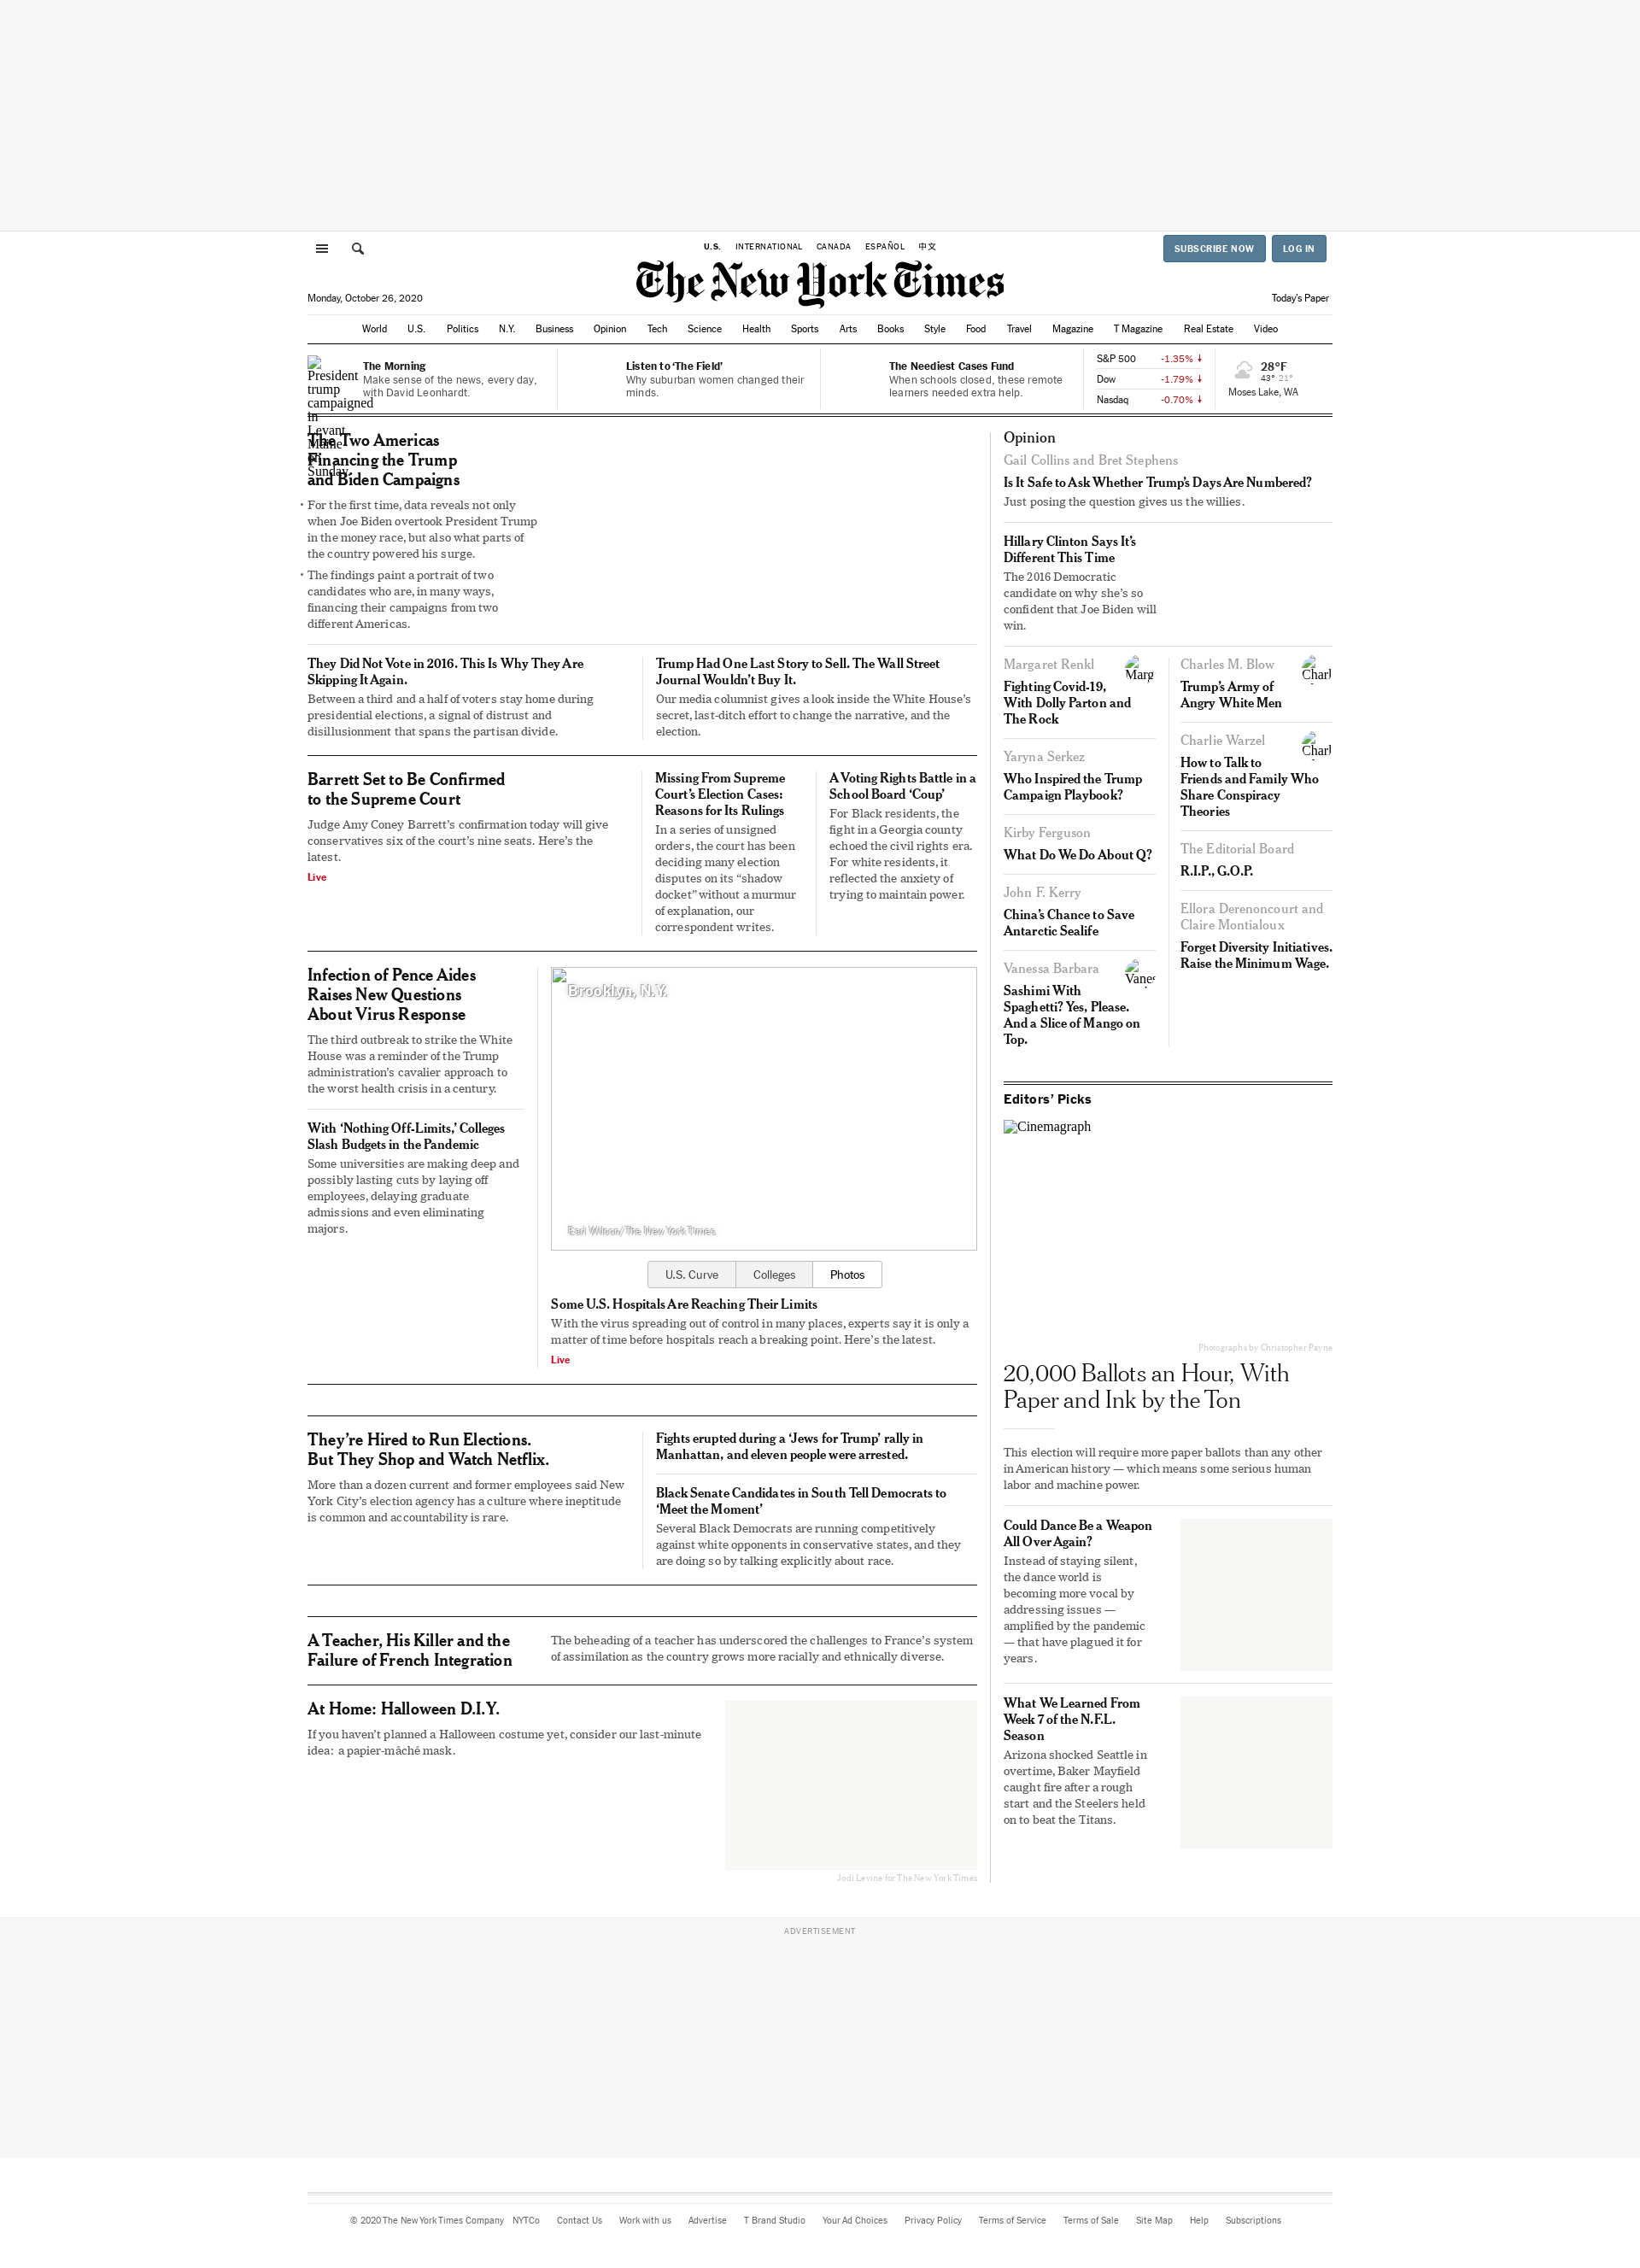 U.S. INTERNATIONAL CANADA ESPAÑOL 中文
SUBSCRIBE NOW LOG IN
The New York Times
Monday, October 26, 2020
Today's Paper
World U.S. Politics N.Y. Business Opinion Tech Science Health Sports Arts Books Style Food Travel Magazine T Magazine Real Estate Video
President
trump
campaigned
in
Levant
Maine
on
Sunday
The Morning
Make sense of the news, every day,
with David Leonhardt.
Listen to ‘The Field’
Why suburban women changed their
minds.
The Neediest Cases Fund
When schools closed, these remote
learners needed extra help.
S&P 500 -1.35% ↓
Dow -1.79% ↓
Nasdaq -0.70% ↓
28°F
43° 21°
Moses Lake, WA
The Two Americas
Financing the Trump
and Biden Campaigns
• For the first time, data reveals not only
when Joe Biden overtook President Trump
in the money race, but also what parts of
the country powered his surge.
• The findings paint a portrait of two
candidates who are, in many ways,
financing their campaigns from two
different Americas.
They Did Not Vote in 2016. This Is Why They Are
Skipping It Again.
Between a third and a half of voters stay home during
presidential elections, a signal of distrust and
disillusionment that spans the partisan divide.
Trump Had One Last Story to Sell. The Wall Street
Journal Wouldn’t Buy It.
Our media columnist gives a look inside the White House’s
secret, last-ditch effort to change the narrative, and the
election.
Barrett Set to Be Confirmed
to the Supreme Court
Judge Amy Coney Barrett’s confirmation today will give
conservatives six of the court’s nine seats. Here’s the
latest.
Live
Missing From Supreme
Court’s Election Cases:
Reasons for Its Rulings
In a series of unsigned
orders, the court has been
deciding many election
disputes on its “shadow
docket” without a murmur
of explanation, our
correspondent writes.
A Voting Rights Battle in a
School Board ‘Coup’
For Black residents, the
fight in a Georgia county
echoed the civil rights era.
For white residents, it
reflected the anxiety of
trying to maintain power.
Infection of Pence Aides
Raises New Questions
About Virus Response
The third outbreak to strike the White
House was a reminder of the Trump
administration’s cavalier approach to
the worst health crisis in a century.
With ‘Nothing Off-Limits,’ Colleges
Slash Budgets in the Pandemic
Some universities are making deep and
possibly lasting cuts by laying off
employees, delaying graduate
admissions and even eliminating
majors.
Brooklyn, N.Y.
Earl Wilson/The New York Times
U.S. Curve Colleges Photos
Some U.S. Hospitals Are Reaching Their Limits
With the virus spreading out of control in many places, experts say it is only a
matter of time before hospitals reach a breaking point. Here’s the latest.
Live
They’re Hired to Run Elections.
But They Shop and Watch Netflix.
More than a dozen current and former employees said New
York City’s election agency has a culture where ineptitude
is common and accountability is rare.
Fights erupted during a ‘Jews for Trump’ rally in
Manhattan, and eleven people were arrested.
Black Senate Candidates in South Tell Democrats to
‘Meet the Moment’
Several Black Democrats are running competitively
against white opponents in conservative states, and they
are doing so by talking explicitly about race.
A Teacher, His Killer and the
Failure of French Integration
The beheading of a teacher has underscored the challenges to France’s system
of assimilation as the country grows more racially and ethnically diverse.
At Home: Halloween D.I.Y.
If you haven’t planned a Halloween costume yet, consider our last-minute
idea: a papier-mâché mask.
Jodi Levine for The New York Times
Opinion
Gail Collins and Bret Stephens
Is It Safe to Ask Whether Trump’s Days Are Numbered?
Just posing the question gives us the willies.
Hillary Clinton Says It’s
Different This Time
The 2016 Democratic
candidate on why she’s so
confident that Joe Biden will
win.
Margaret Renkl
Marg
Fighting Covid-19,
With Dolly Parton and
The Rock
Yaryna Serkez
Who Inspired the Trump
Campaign Playbook?
Kirby Ferguson
What Do We Do About Q?
John F. Kerry
China’s Chance to Save
Antarctic Sealife
Vanessa Barbara
Vanes
Sashimi With
Spaghetti? Yes, Please.
And a Slice of Mango on
Top.
Charles M. Blow
Charl
Trump’s Army of
Angry White Men
Charlie Warzel
Charl
How to Talk to
Friends and Family Who
Share Conspiracy
Theories
The Editorial Board
R.I.P., G.O.P.
Ellora Derenoncourt and
Claire Montialoux
Forget Diversity Initiatives.
Raise the Minimum Wage.
Editors’ Picks
Cinemagraph
Photographs by Christopher Payne
20,000 Ballots an Hour, With
Paper and Ink by the Ton
This election will require more paper ballots than any other
in American history — which means some serious human
labor and machine power.
Could Dance Be a Weapon
All Over Again?
Instead of staying silent,
the dance world is
becoming more vocal by
addressing issues —
amplified by the pandemic
— that have plagued it for
years.
What We Learned From
Week 7 of the N.F.L.
Season
Arizona shocked Seattle in
overtime, Baker Mayfield
caught fire after a rough
start and the Steelers held
on to beat the Titans.
ADVERTISEMENT
© 2020 The New York Times Company NYTCo Contact Us Work with us Advertise T Brand Studio Your Ad Choices Privacy Policy Terms of Service Terms of Sale Site Map Help Subscriptions